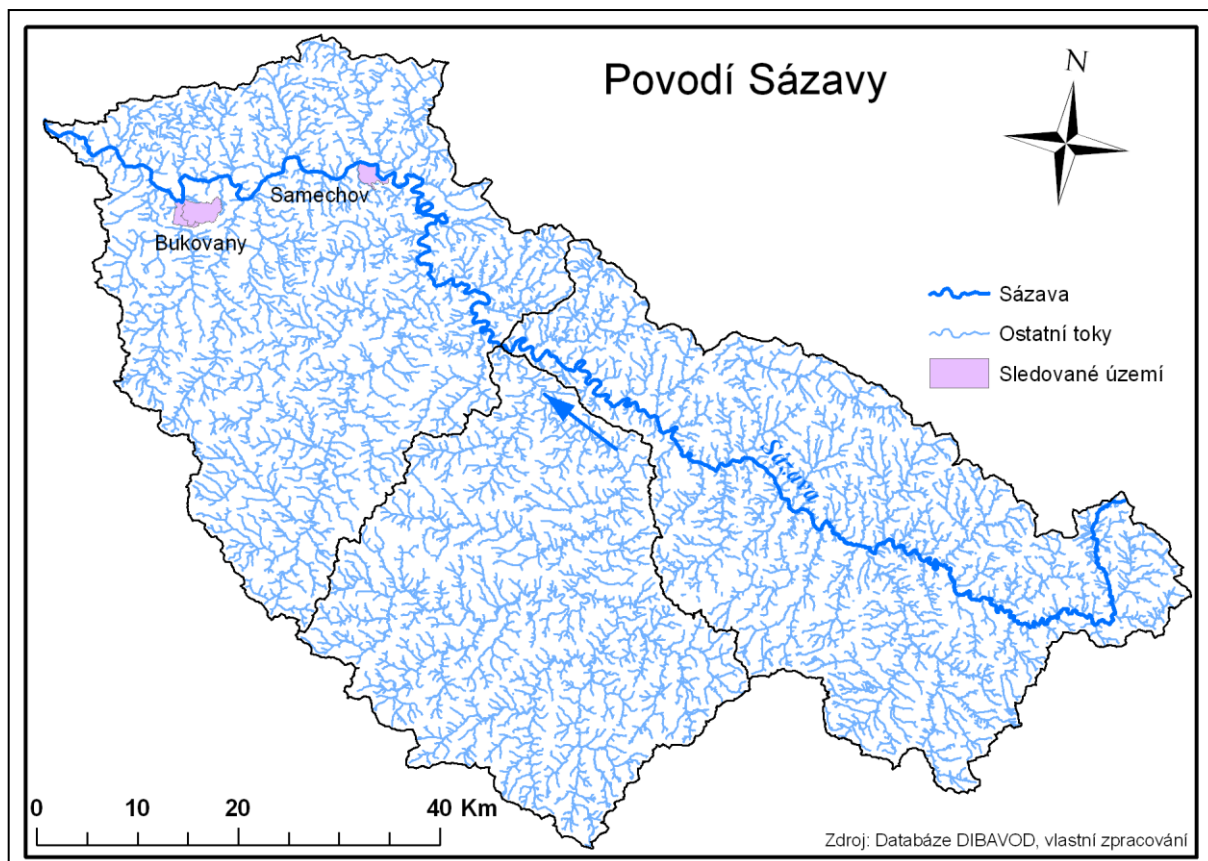 Povodí Sázavy
N
Samechov
Bukovany
Sázava
Ostatní toky
Sledované území
Sázava
0 10 20 40 Km
Zdroj: Databáze DIBAVOD, vlastní zpracování